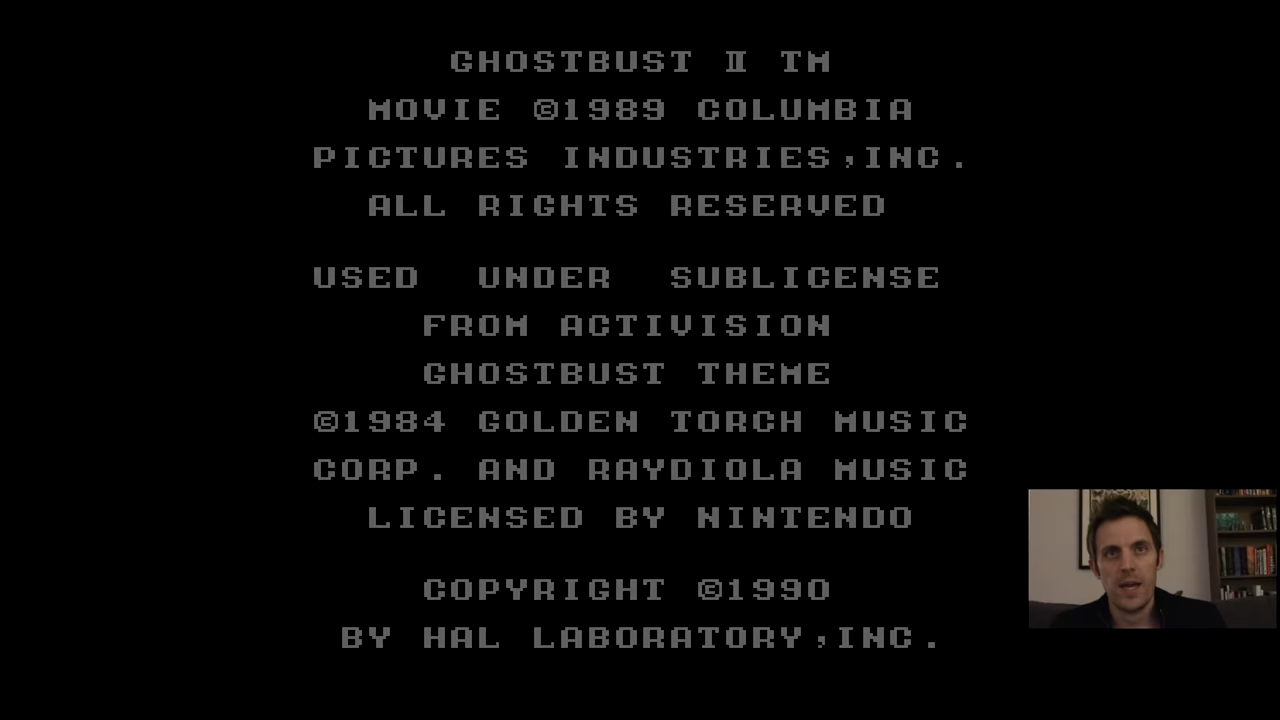 GHOSTBUST II TM
MOVIE ©1989 COLUMBIA
PICTURES INDUSTRIES,INC.
ALL RIGHTS RESERVED
USED UNDER SUBLICENSE
FROM ACTIVISION
GHOSTBUST THEME
©1984 GOLDEN TORCH MUSIC
CORP. AND RAYDIOLA MUSIC
LICENSED BY NINTENDO
COPYRIGHT ©1990
BY HAL LABORATORY,INC.